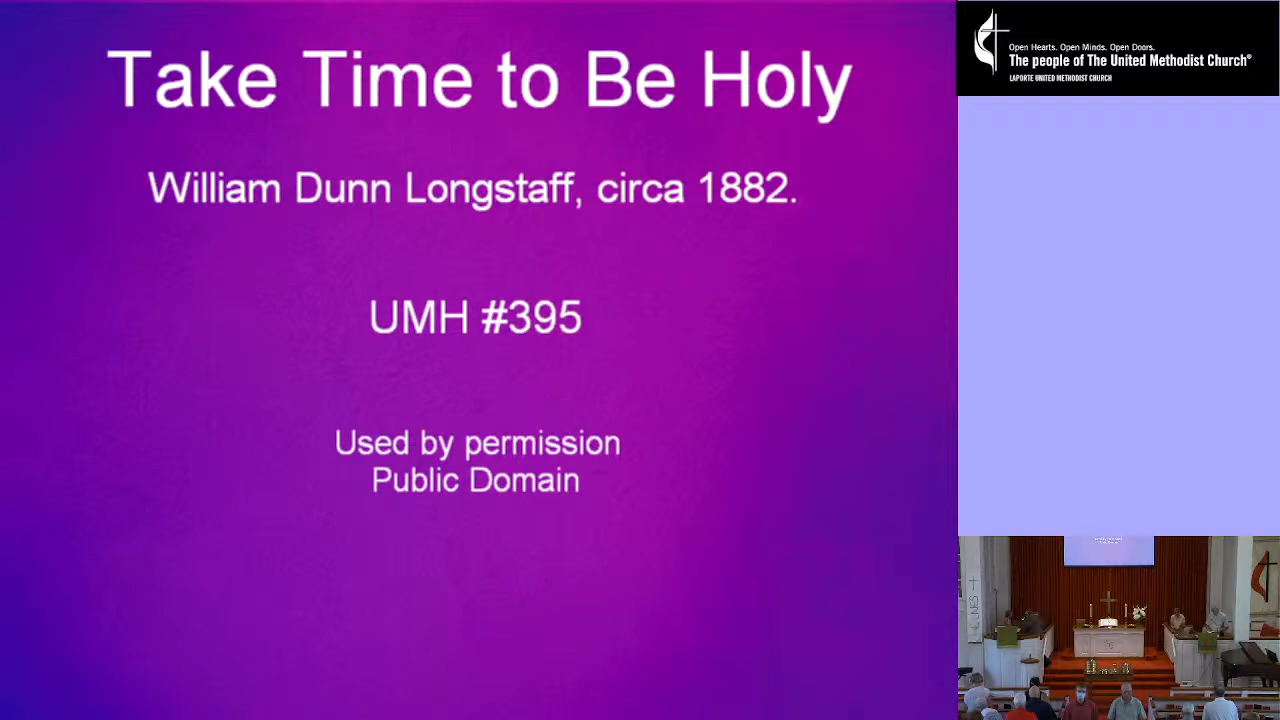 Take Time to Be Holy
William Dunn Longstaff, circa 1882.
UMH #395
Used by permission
Public Domain
Open Hearts. Open Minds. Open Doors.
The people of The United Methodist Church®
LAPORTE UNITED METHODIST CHURCH